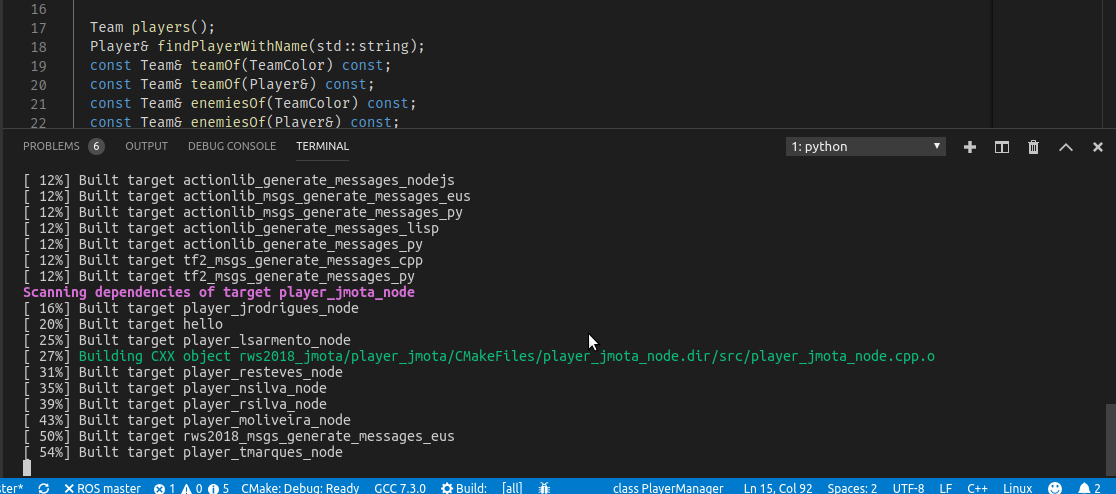 16
17 Team players();
18 Player& findPlayerWithName(std::string);
19 const Team& teamOf(TeamColor) const;
20 const Team& teamOf(Player&) const;
21 const Team& enemiesOf(TeamColor) const;
22 const Team& enemiesOf(Player&) const;
PROBLEMS 6 OUTPUT DEBUG CONSOLE TERMINAL 1: python
[ 12%] Built target actionlib_generate_messages_nodejs
[ 12%] Built target actionlib_msgs_generate_messages_eus
[ 12%] Built target actionlib_msgs_generate_messages_py
[ 12%] Built target actionlib_generate_messages_lisp
[ 12%] Built target actionlib_generate_messages_py
[ 12%] Built target tf2_msgs_generate_messages_cpp
[ 12%] Built target tf2_msgs_generate_messages_py
Scanning dependencies of target player_jmota_node
[ 16%] Built target player_jrodrigues_node
[ 20%] Built target hello
[ 25%] Built target player_lsarmento_node
[ 27%] Building CXX object rws2018_jmota/player_jmota/CMakeFiles/player_jmota_node.dir/src/player_jmota_node.cpp.o
[ 31%] Built target player_resteves_node
[ 35%] Built target player_nsilva_node
[ 39%] Built target player_rsilva_node
[ 43%] Built target player_moliveira_node
[ 50%] Built target rws2018_msgs_generate_messages_eus
[ 54%] Built target player_tmarques_node
ter* ROS master 1 0 5 CMake: Debug: Ready GCC 7.3.0 Build: [all] class PlayerManager Ln 15, Col 92 Spaces: 2 UTF-8 LF C++ Linux 2